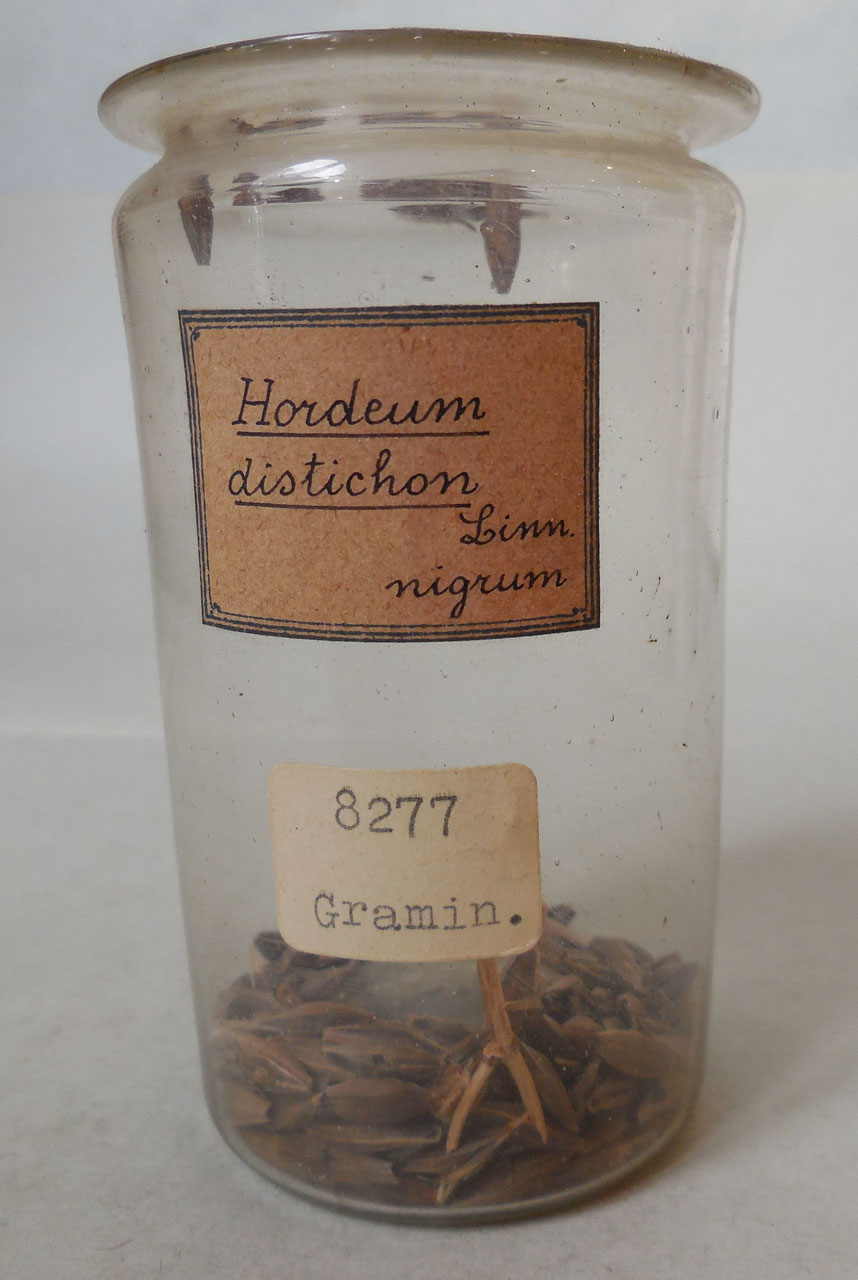 Hordeum
distichon
Linn.
nigrum
8277
Gramin.